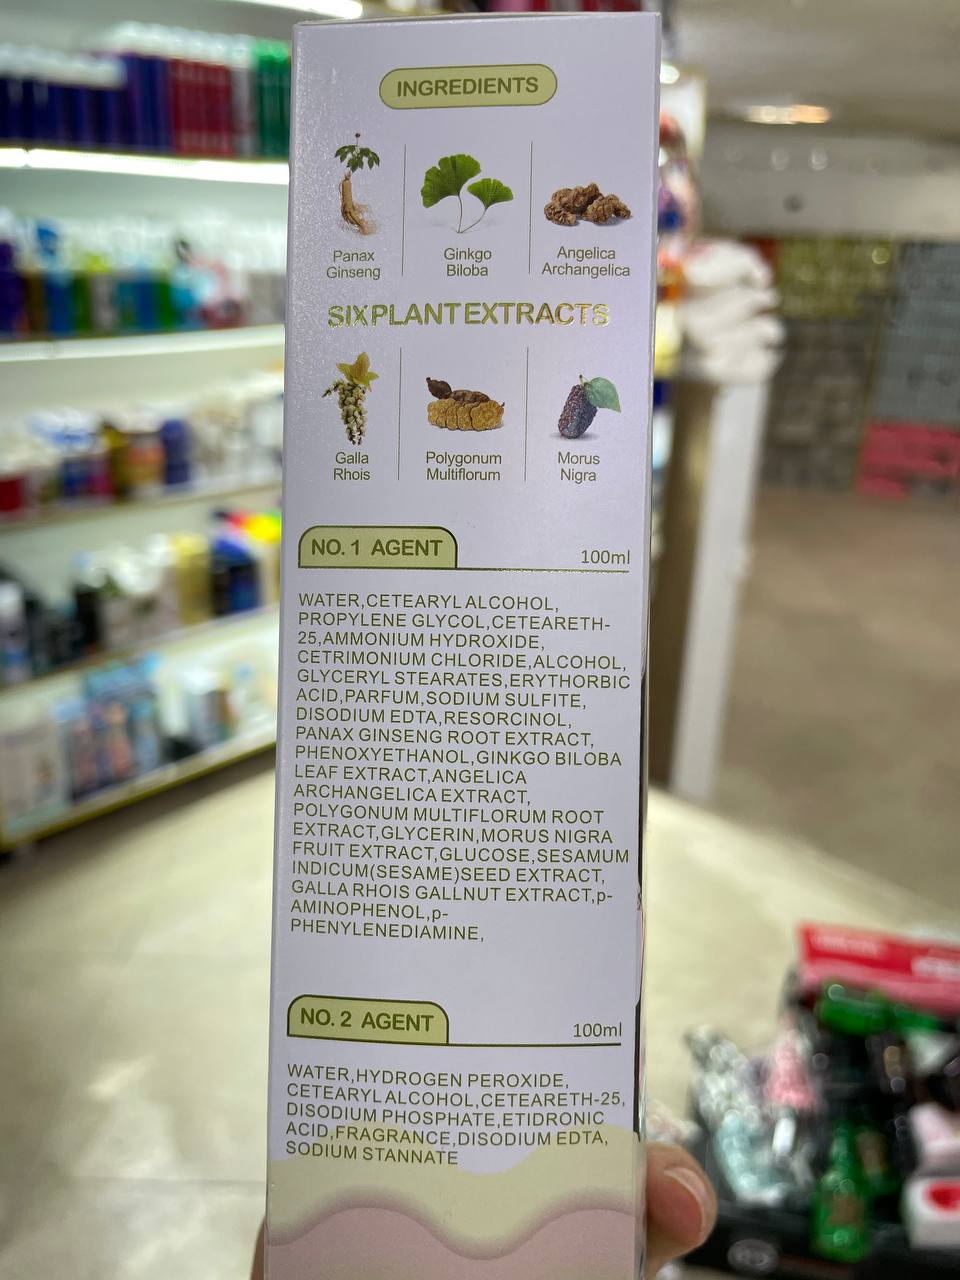 INGREDIENTS
Panax
Ginseng
Ginkgo
Biloba
Angelica
Archangelica
SIX PLANT EXTRACTS
Galla
Rhois
Polygonum
Multiflorum
Morus
Nigra
NO. 1 AGENT
100ml
WATER,CETEARYL ALCOHOL,
PROPYLENE GLYCOL,CETEARETH-
25,AMMONIUM HYDROXIDE,
CETRIMONIUM CHLORIDE,ALCOHOL,
GLYCERYL STEARATES,ERYTHORBIC
ACID,PARFUM,SODIUM SULFITE,
DISODIUM EDTA,RESORCINOL,
PANAX GINSENG ROOT EXTRACT,
PHENOXYETHANOL,GINKGO BILOBA
LEAF EXTRACT,ANGELICA
ARCHANGELICA EXTRACT,
POLYGONUM MULTIFLORUM ROOT
EXTRACT,GLYCERIN,MORUS NIGRA
FRUIT EXTRACT,GLUCOSE,SESAMUM
INDICUM(SESAME)SEED EXTRACT,
GALLA RHOIS GALLNUT EXTRACT,p-
AMINOPHENOL,p-
PHENYLENEDIAMINE,
NO. 2 AGENT
100ml
WATER,HYDROGEN PEROXIDE,
CETEARYL ALCOHOL,CETEARETH-25,
DISODIUM PHOSPHATE,ETIDRONIC
ACID,FRAGRANCE,DISODIUM EDTA,
SODIUM STANNATE